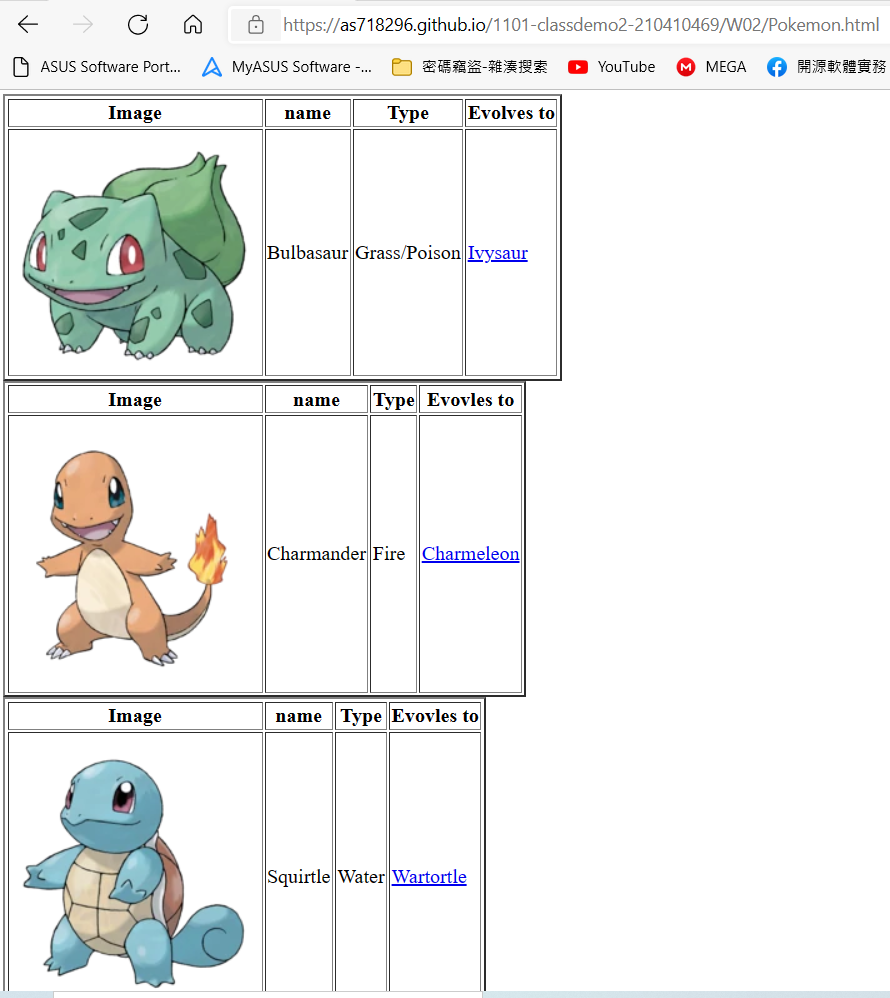 https://as718296.github.io/1101-classdemo2-210410469/W02/Pokemon.html
ASUS Software Port... MyASUS Software -... 密碼竊盜-雜湊搜索 YouTube MEGA 開源軟體實務
Image name Type Evolves to
Bulbasaur Grass/Poison Ivysaur
Image name Type Evovles to
Charmander Fire Charmeleon
Image name Type Evovles to
Squirtle Water Wartortle